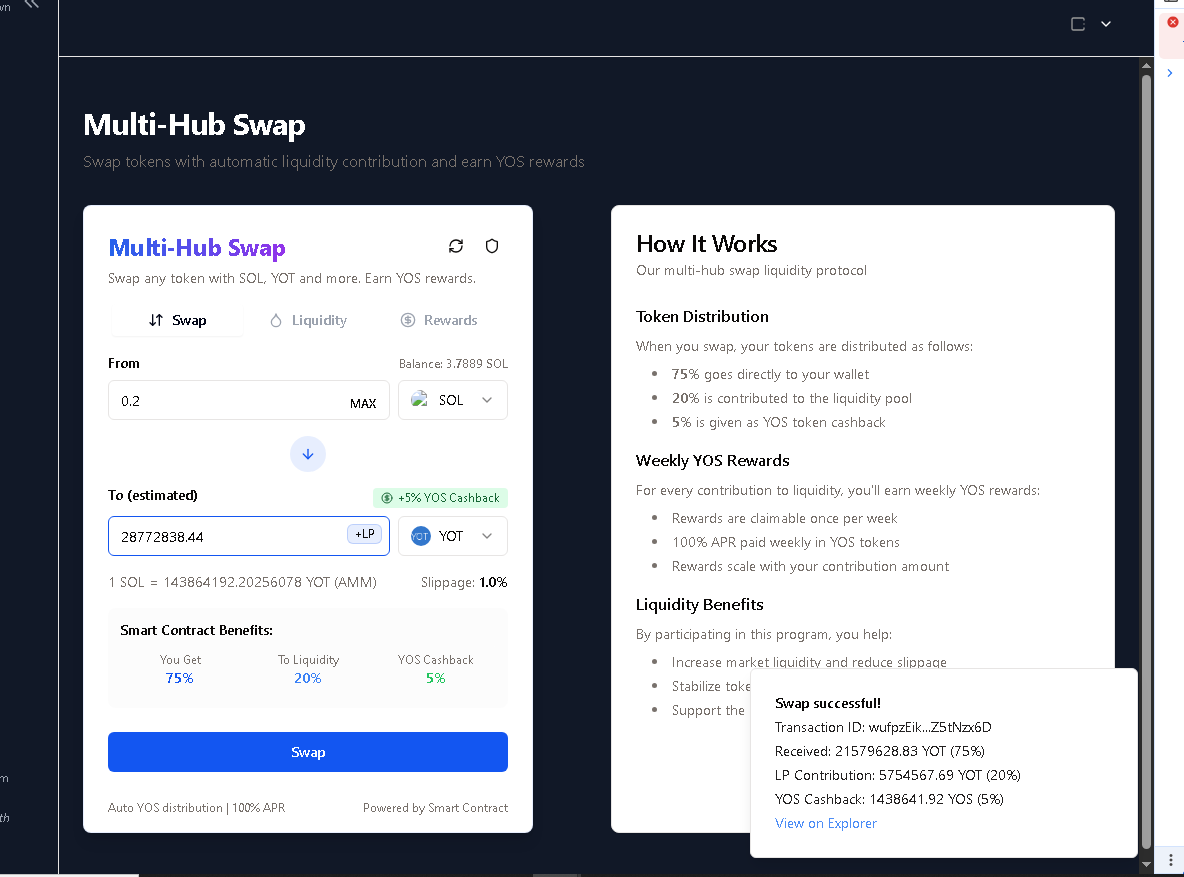 wn
Multi-Hub Swap
Swap tokens with automatic liquidity contribution and earn YOS rewards
Multi-Hub Swap
Swap any token with SOL, YOT and more. Earn YOS rewards.
Swap
Liquidity
Rewards
From
Balance: 3.7889 SOL
0.2
MAX
SOL
To (estimated)
+5% YOS Cashback
28772838.44
+LP
YOT
YOT
1 SOL = 143864192.20256078 YOT (AMM)
Slippage: 1.0%
Smart Contract Benefits:
You Get
To Liquidity
YOS Cashback
75%
20%
5%
Swap
Auto YOS distribution | 100% APR
Powered by Smart Contract
How It Works
Our multi-hub swap liquidity protocol
Token Distribution
When you swap, your tokens are distributed as follows:
75% goes directly to your wallet
20% is contributed to the liquidity pool
5% is given as YOS token cashback
Weekly YOS Rewards
For every contribution to liquidity, you'll earn weekly YOS rewards:
Rewards are claimable once per week
100% APR paid weekly in YOS tokens
Rewards scale with your contribution amount
Liquidity Benefits
By participating in this program, you help:
Increase market liquidity and reduce slippage
Stabilize toke
Support the
Swap successful!
Transaction ID: wufpzEik...Z5tNzx6D
Received: 21579628.83 YOT (75%)
LP Contribution: 5754567.69 YOT (20%)
YOS Cashback: 1438641.92 YOS (5%)
View on Explorer
m
th